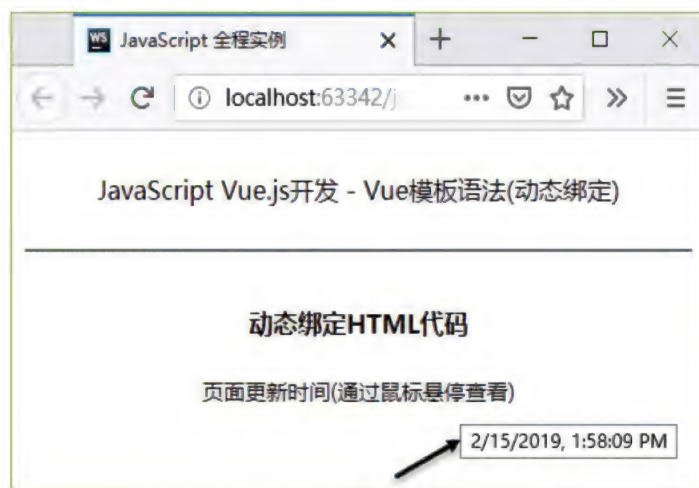 WS JavaScript 全程实例
localhost:63342/j
JavaScript Vue.js开发 - Vue模板语法(动态绑定)
动态绑定HTML代码
页面更新时间(通过鼠标悬停查看)
2/15/2019, 1:58:09 PM